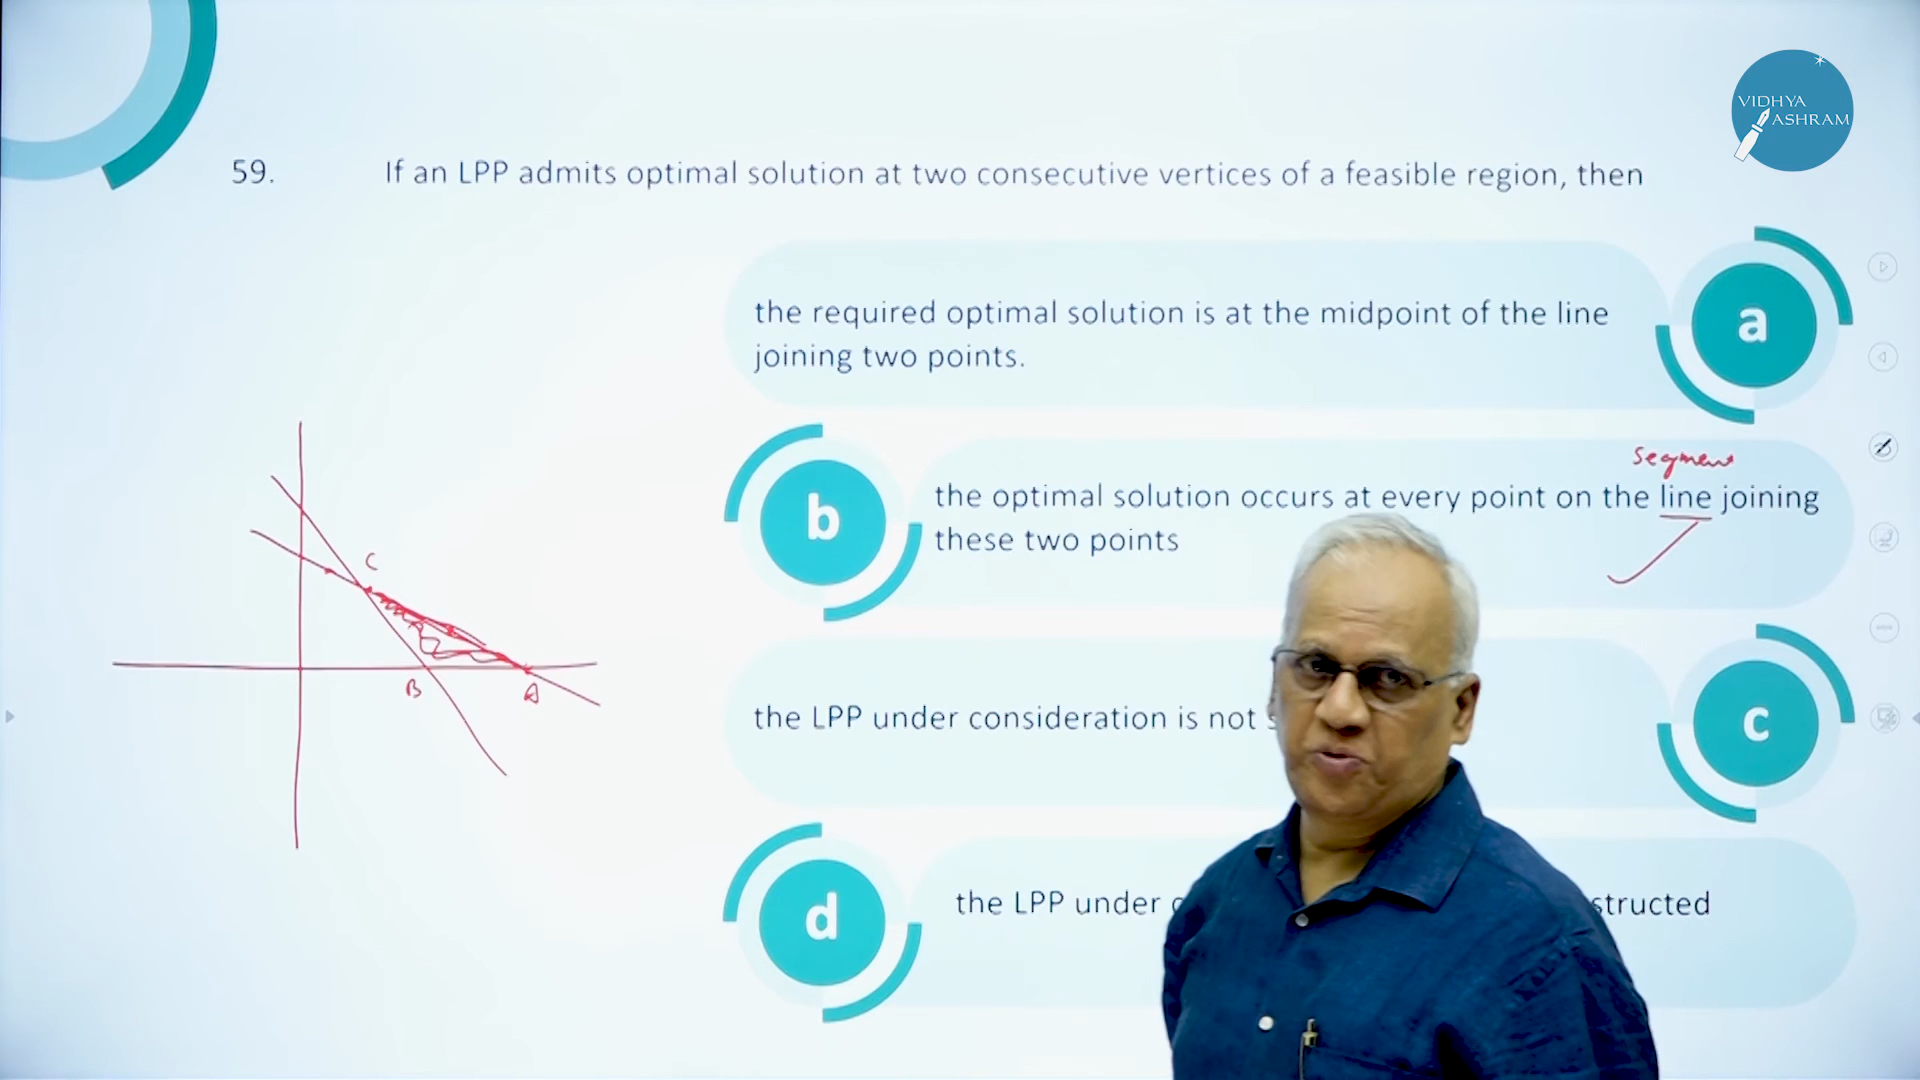 VIDHYA
ASHRAM
59. If an LPP admits optimal solution at two consecutive vertices of a feasible region, then
the required optimal solution is at the midpoint of the line
joining two points.
a
segment
b
the optimal solution occurs at every point on the line joining
these two points
C
B
A
the LPP under consideration is not
c
d
the LPP under